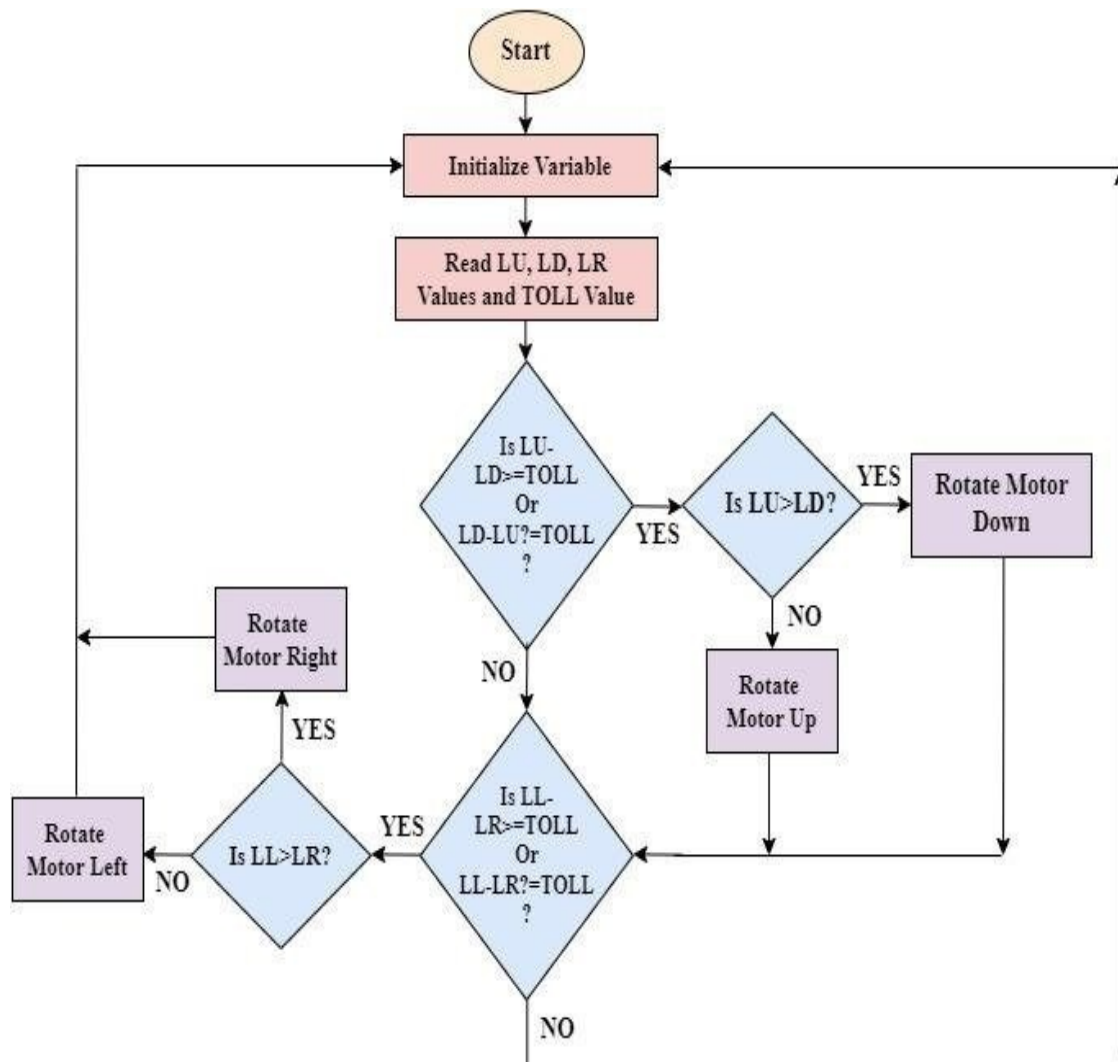 Start
Initialize Variable
Read LU, LD, LR
Values and TOLL Value
Is LU-
LD>=TOLL
Or
LD-LU?=TOLL
?
YES
Is LU>LD?
YES
Rotate Motor
Down
NO
Rotate
Motor Up
NO
Is LL-
LR>=TOLL
Or
LL-LR?=TOLL
?
YES
Is LL>LR?
YES
Rotate
Motor Right
NO
Rotate
Motor Left
NO